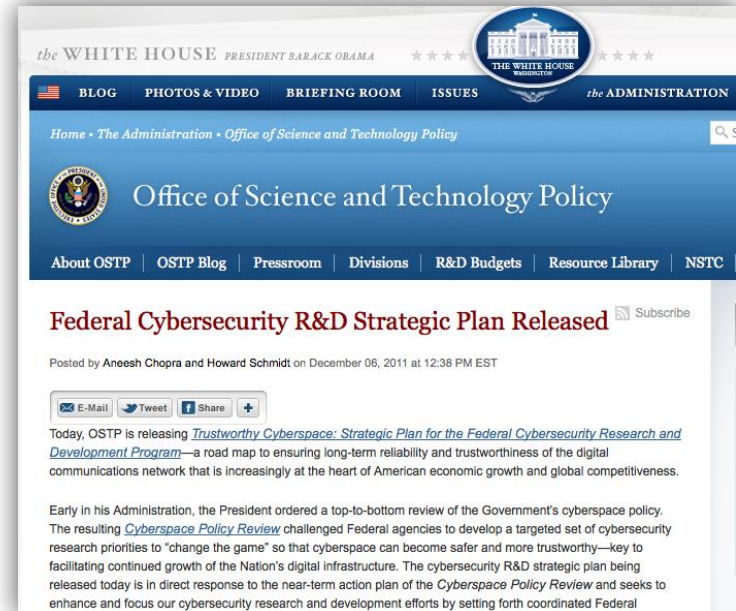 the WHITE HOUSE PRESIDENT BARACK OBAMA
THE WHITE HOUSE
WASHINGTON
BLOG PHOTOS & VIDEO BRIEFING ROOM ISSUES the ADMINISTRATION
Home • The Administration • Office of Science and Technology Policy
Office of Science and Technology Policy
About OSTP | OSTP Blog | Pressroom | Divisions | R&D Budgets | Resource Library | NSTC
Federal Cybersecurity R&D Strategic Plan Released Subscribe
Posted by Aneesh Chopra and Howard Schmidt on December 06, 2011 at 12:38 PM EST
E-Mail Tweet Share +
Today, OSTP is releasing Trustworthy Cyberspace: Strategic Plan for the Federal Cybersecurity Research and
Development Program—a road map to ensuring long-term reliability and trustworthiness of the digital
communications network that is increasingly at the heart of American economic growth and global competitiveness.
Early in his Administration, the President ordered a top-to-bottom review of the Government's cyberspace policy.
The resulting Cyberspace Policy Review challenged Federal agencies to develop a targeted set of cybersecurity
research priorities to “change the game” so that cyberspace can become safer and more trustworthy—key to
facilitating continued growth of the Nation's digital infrastructure. The cybersecurity R&D strategic plan being
released today is in direct response to the near-term action plan of the Cyberspace Policy Review and seeks to
enhance and focus our cybersecurity research and development efforts by setting forth coordinated Federal